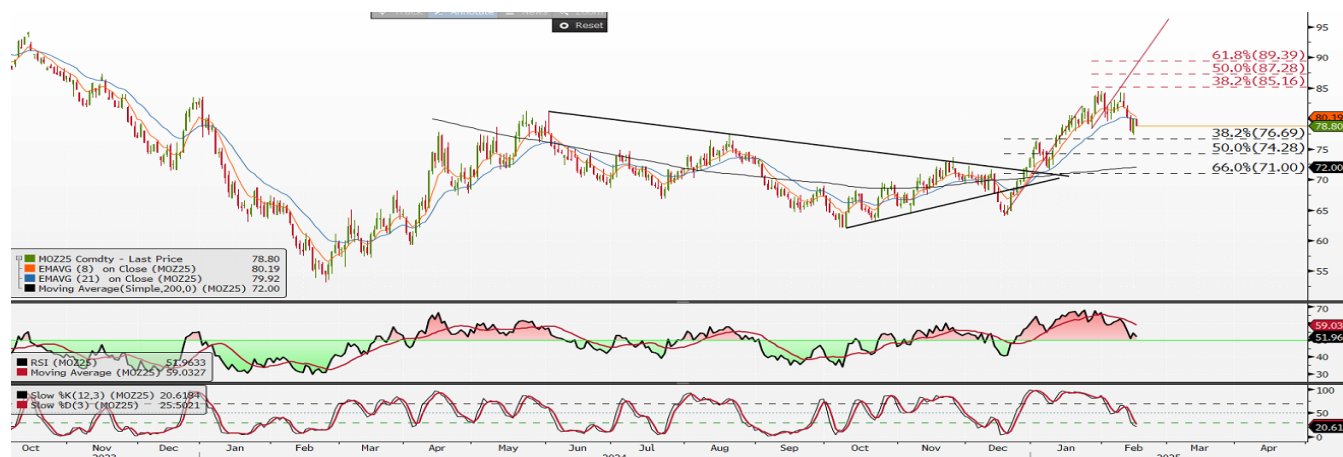 Reset
95
90
85
80.19
78.80
75
72.00
70
65
60
55
61.8%(89.39)
50.0%(87.28)
38.2%(85.16)
38.2%(76.69)
50.0%(74.28)
66.0%(71.00)
MOZ25 Comdty - Last Price 78.80
EMAVG (8) on Close (MOZ25) 80.19
EMAVG (21) on Close (MOZ25) 79.92
Moving Average(Simple,200,0) (MOZ25) 72.00
70
59.03
51.96
40
30
RSI (MOZ25) 51.9633
Moving Average (MOZ25) 59.0327
Slow %K(12,3) (MOZ25) 20.6184
Slow %D(3) (MOZ25) 25.5021
100
70
50
20.61
0
Oct Nov Dec Jan Feb Mar Apr May Jun Jul Aug Sep Oct Nov Dec Jan Feb Mar Apr
2023 2024 2025